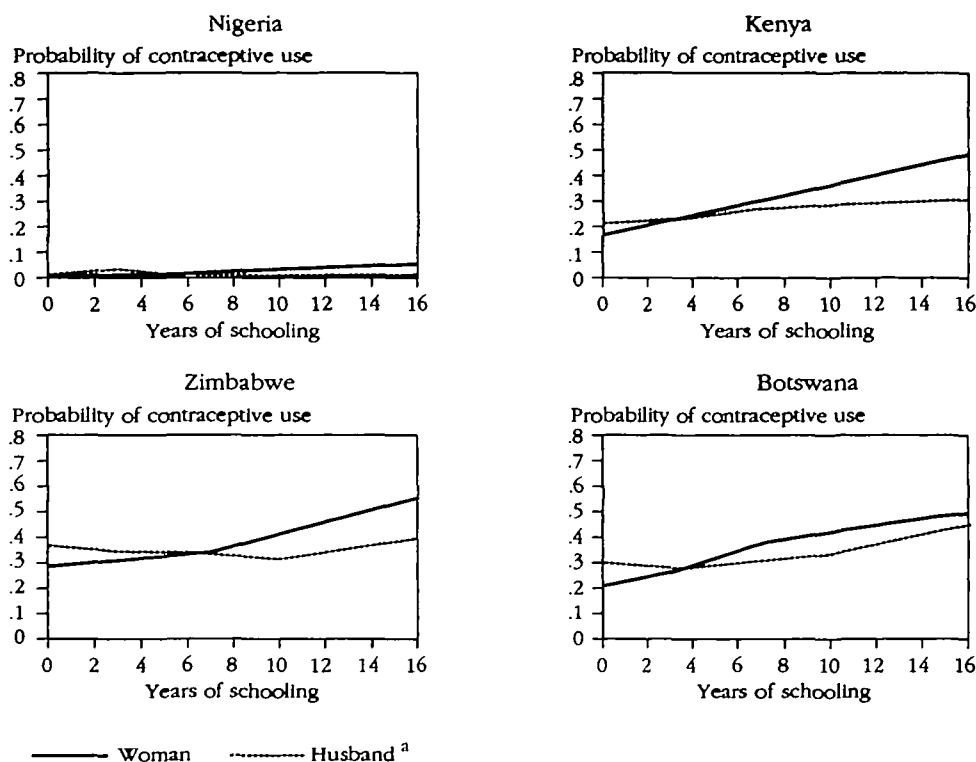 Nigeria
Probability of contraceptive use
.8
.7
.6
.5
.4
.3
.2
.1
0
0 2 4 6 8 10 12 14 16
Years of schooling
Kenya
Probability of contraceptive use
.8
.7
.6
.5
.4
.3
.2
.1
0
0 2 4 6 8 10 12 14 16
Years of schooling
Zimbabwe
Probability of contraceptive use
.8
.7
.6
.5
.4
.3
.2
.1
0
0 2 4 6 8 10 12 14 16
Years of schooling
Botswana
Probability of contraceptive use
.8
.7
.6
.5
.4
.3
.2
.1
0
0 2 4 6 8 10 12 14 16
Years of schooling
Woman Husband a